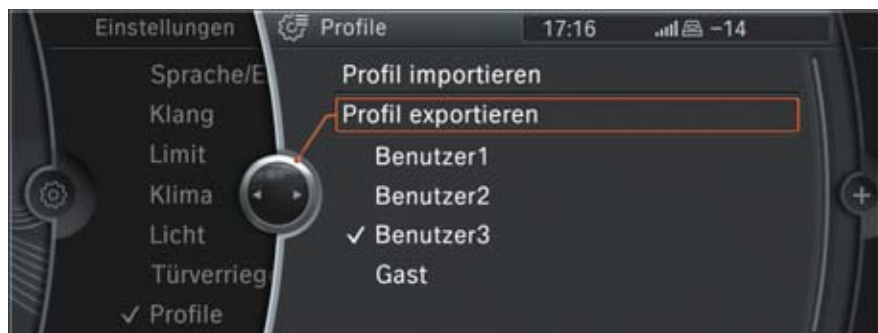 Einstellungen
Profile 17:16 −14
Sprache/E
Klang
Limit
Klima
Licht
Türverrieg
✓ Profile
Profil importieren
Profil exportieren
Benutzer1
Benutzer2
✓ Benutzer3
Gast